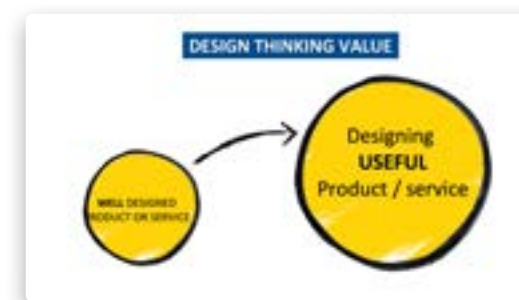 DESIGN THINKING VALUE
Designing
USEFUL
Product / service
WELL DESIGNED
PRODUCT OR SERVICE